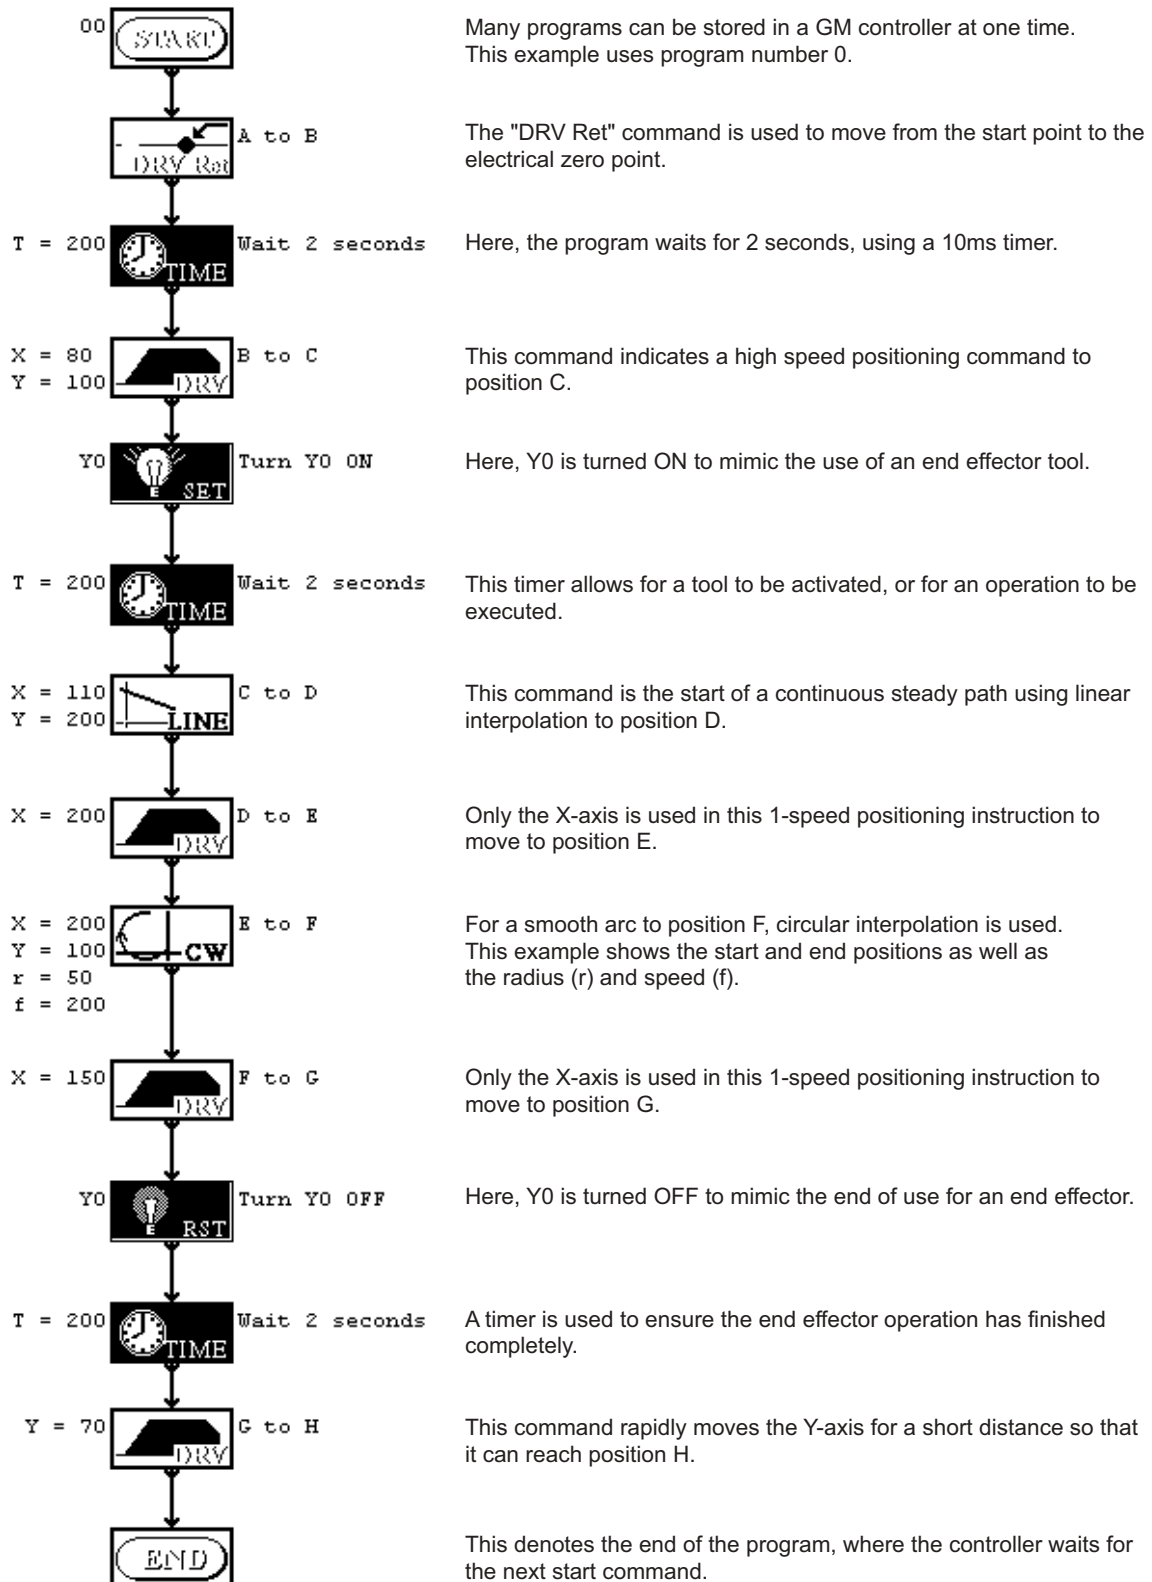 00 START
Many programs can be stored in a GM controller at one time.
This example uses program number 0.
DRV Ret
A to B
The "DRV Ret" command is used to move from the start point to the
electrical zero point.
T = 200
TIME
Wait 2 seconds
Here, the program waits for 2 seconds, using a 10ms timer.
X = 80
Y = 100
DRV
B to C
This command indicates a high speed positioning command to
position C.
Y0
SET
Turn Y0 ON
Here, Y0 is turned ON to mimic the use of an end effector tool.
T = 200
TIME
Wait 2 seconds
This timer allows for a tool to be activated, or for an operation to be
executed.
X = 110
Y = 200
LINE
C to D
This command is the start of a continuous steady path using linear
interpolation to position D.
X = 200
DRV
D to E
Only the X-axis is used in this 1-speed positioning instruction to
move to position E.
X = 200
Y = 100
r = 50
f = 200
CW
E to F
For a smooth arc to position F, circular interpolation is used.
This example shows the start and end positions as well as
the radius (r) and speed (f).
X = 150
DRV
F to G
Only the X-axis is used in this 1-speed positioning instruction to
move to position G.
Y0
RST
Turn Y0 OFF
Here, Y0 is turned OFF to mimic the end of use for an end effector.
T = 200
TIME
Wait 2 seconds
A timer is used to ensure the end effector operation has finished
completely.
Y = 70
DRV
G to H
This command rapidly moves the Y-axis for a short distance so that
it can reach position H.
END
This denotes the end of the program, where the controller waits for
the next start command.